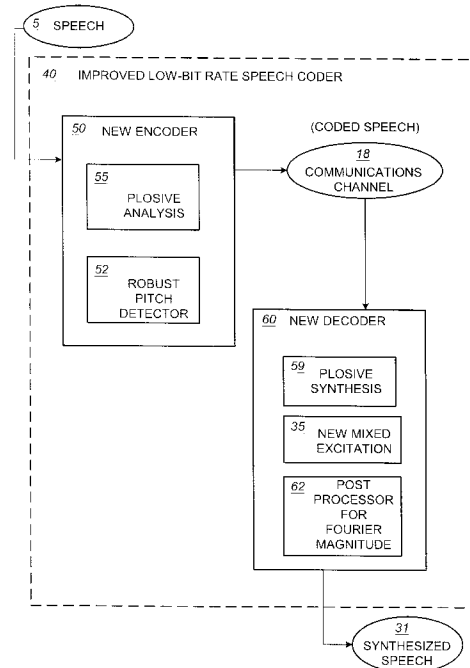 5 SPEECH
40 IMPROVED LOW-BIT RATE SPEECH CODER
50 NEW ENCODER
55
PLOSIVE
ANALYSIS
52
ROBUST
PITCH
DETECTOR
(CODED SPEECH)
18
COMMUNICATIONS
CHANNEL
60 NEW DECODER
59
PLOSIVE
SYNTHESIS
35
NEW MIXED
EXCITATION
62 POST
PROCESSOR
FOR
FOURIER
MAGNITUDE
31
SYNTHESIZED
SPEECH